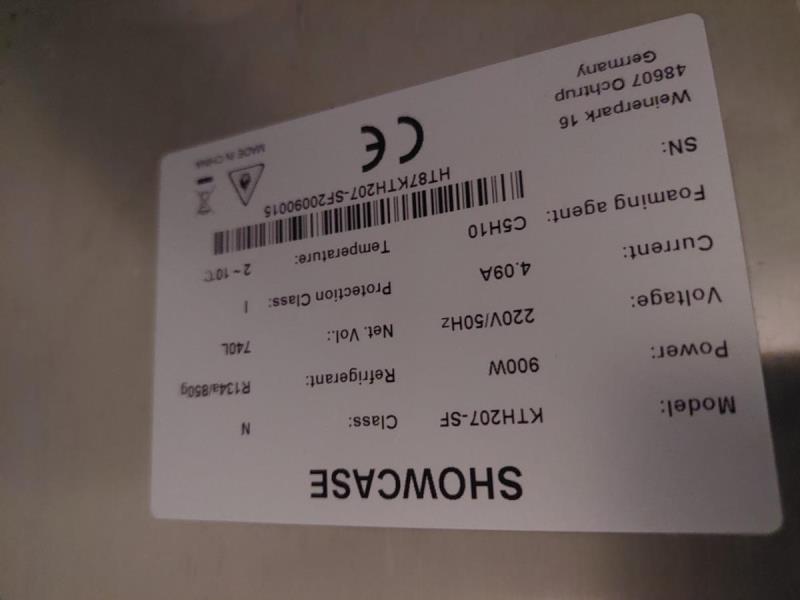 SHOWCASE
Model: KTH207-SF Class: N
Power: 900W Refrigerant: R134a/850g
Voltage: 220V/50Hz Net. Vol.: 740L
Current: 4.09A Protection Class: I
Foaming agent: C5H10 Temperature: 2~10℃
SN:
HT87KTH207-SF20090015
Weinerpark 16
48607 Ochtrup
Germany
CE
MADE IN CHINA